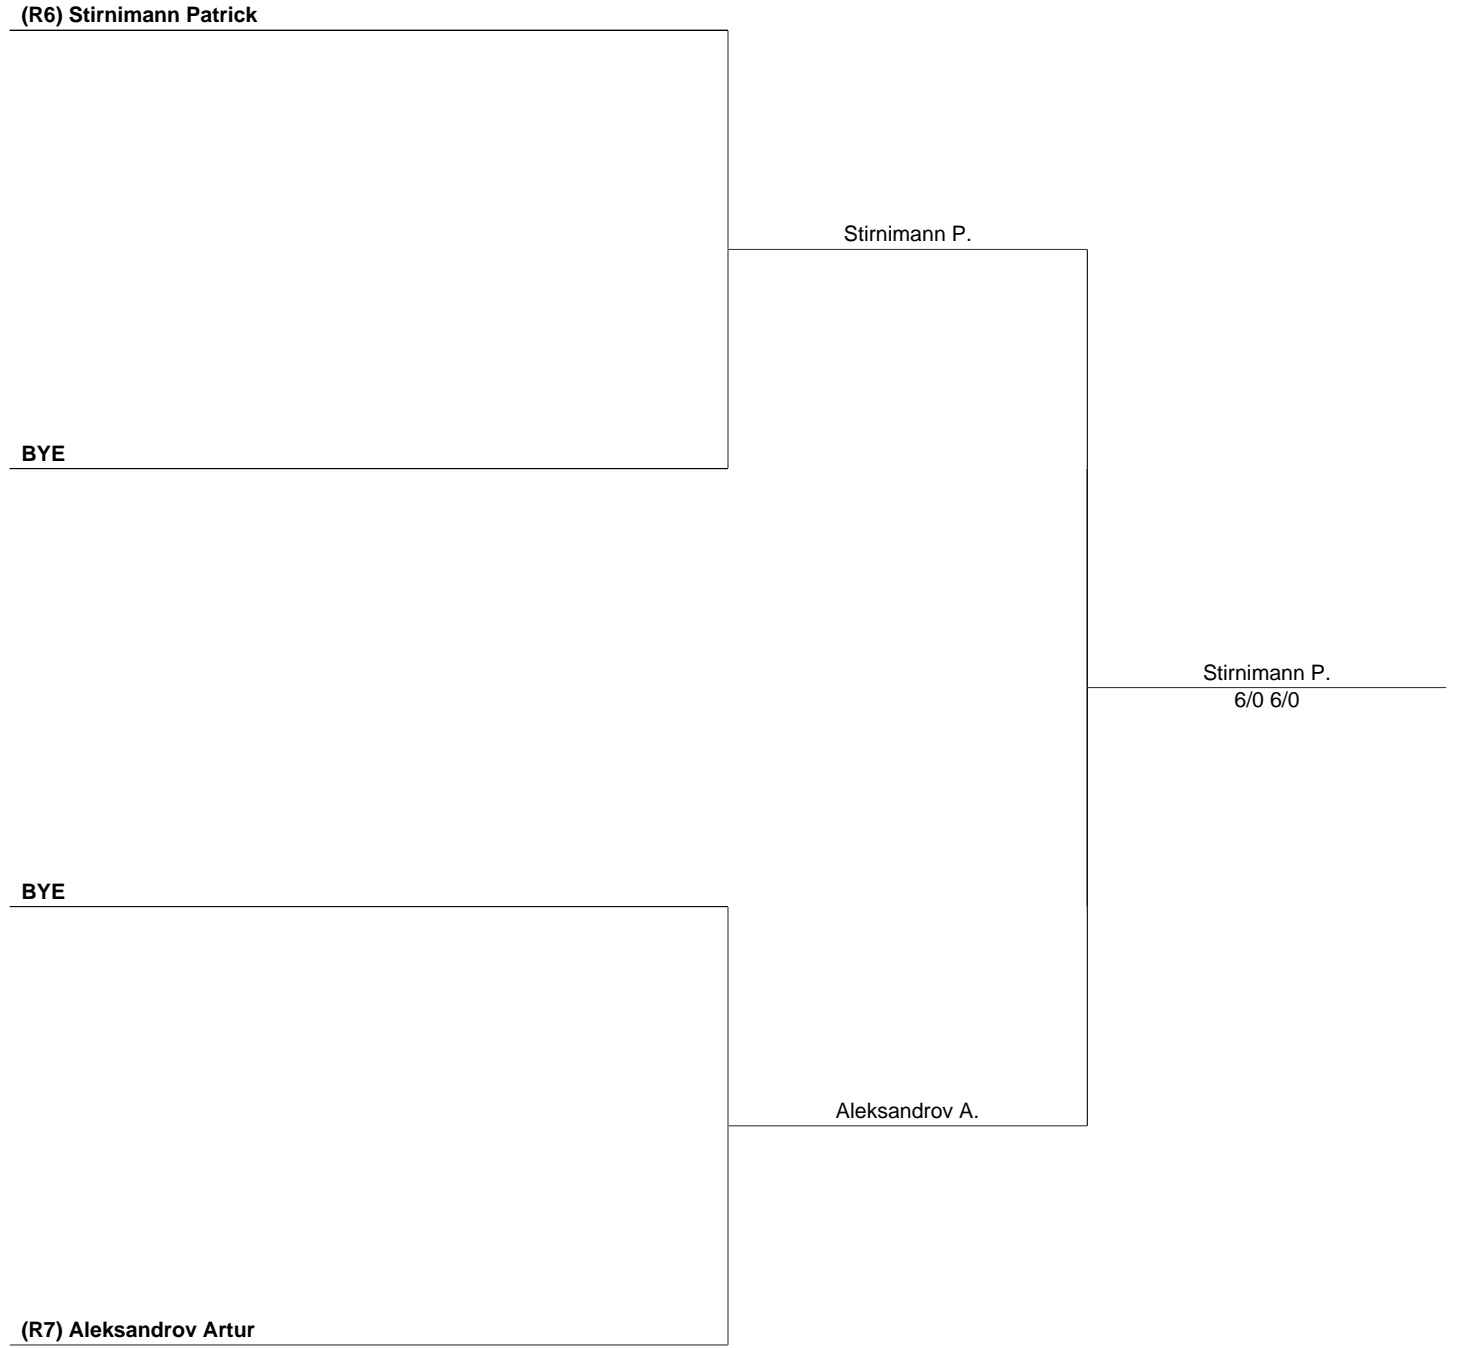 (R6) Stirnimann Patrick
Stirnimann P.
BYE
Stirnimann P.
6/0 6/0
BYE
Aleksandrov A.
(R7) Aleksandrov Artur